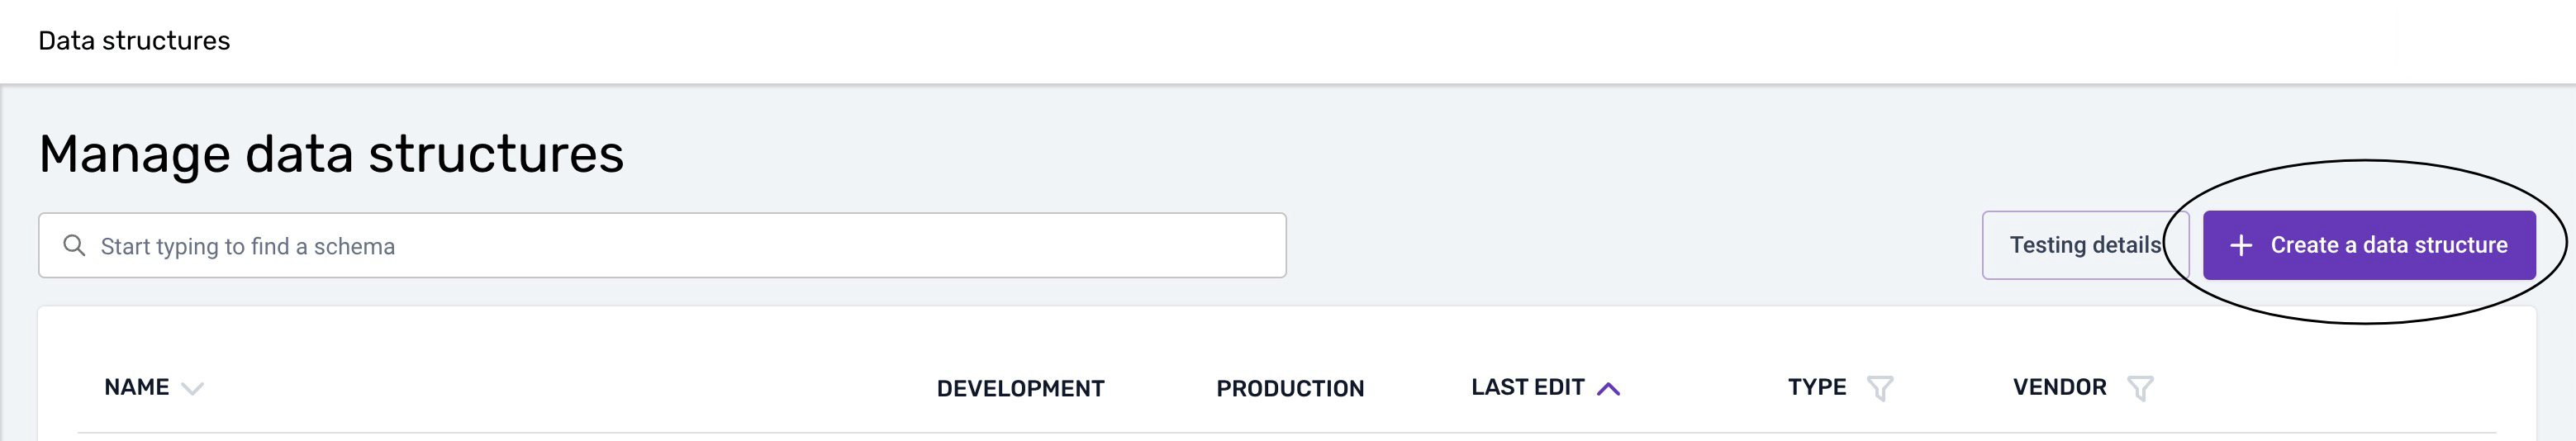 Data structures
Manage data structures
Start typing to find a schema
Testing details
Create a data structure
NAME DEVELOPMENT PRODUCTION LAST EDIT TYPE VENDOR